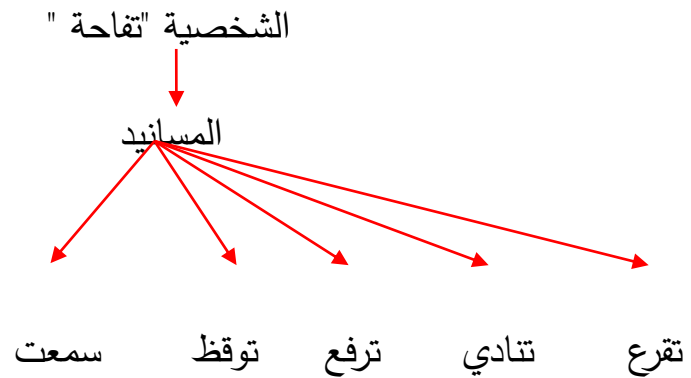 الشخصية "تفاحة "
المسانيد
تقرع تنادي ترفع توقظ سمعت